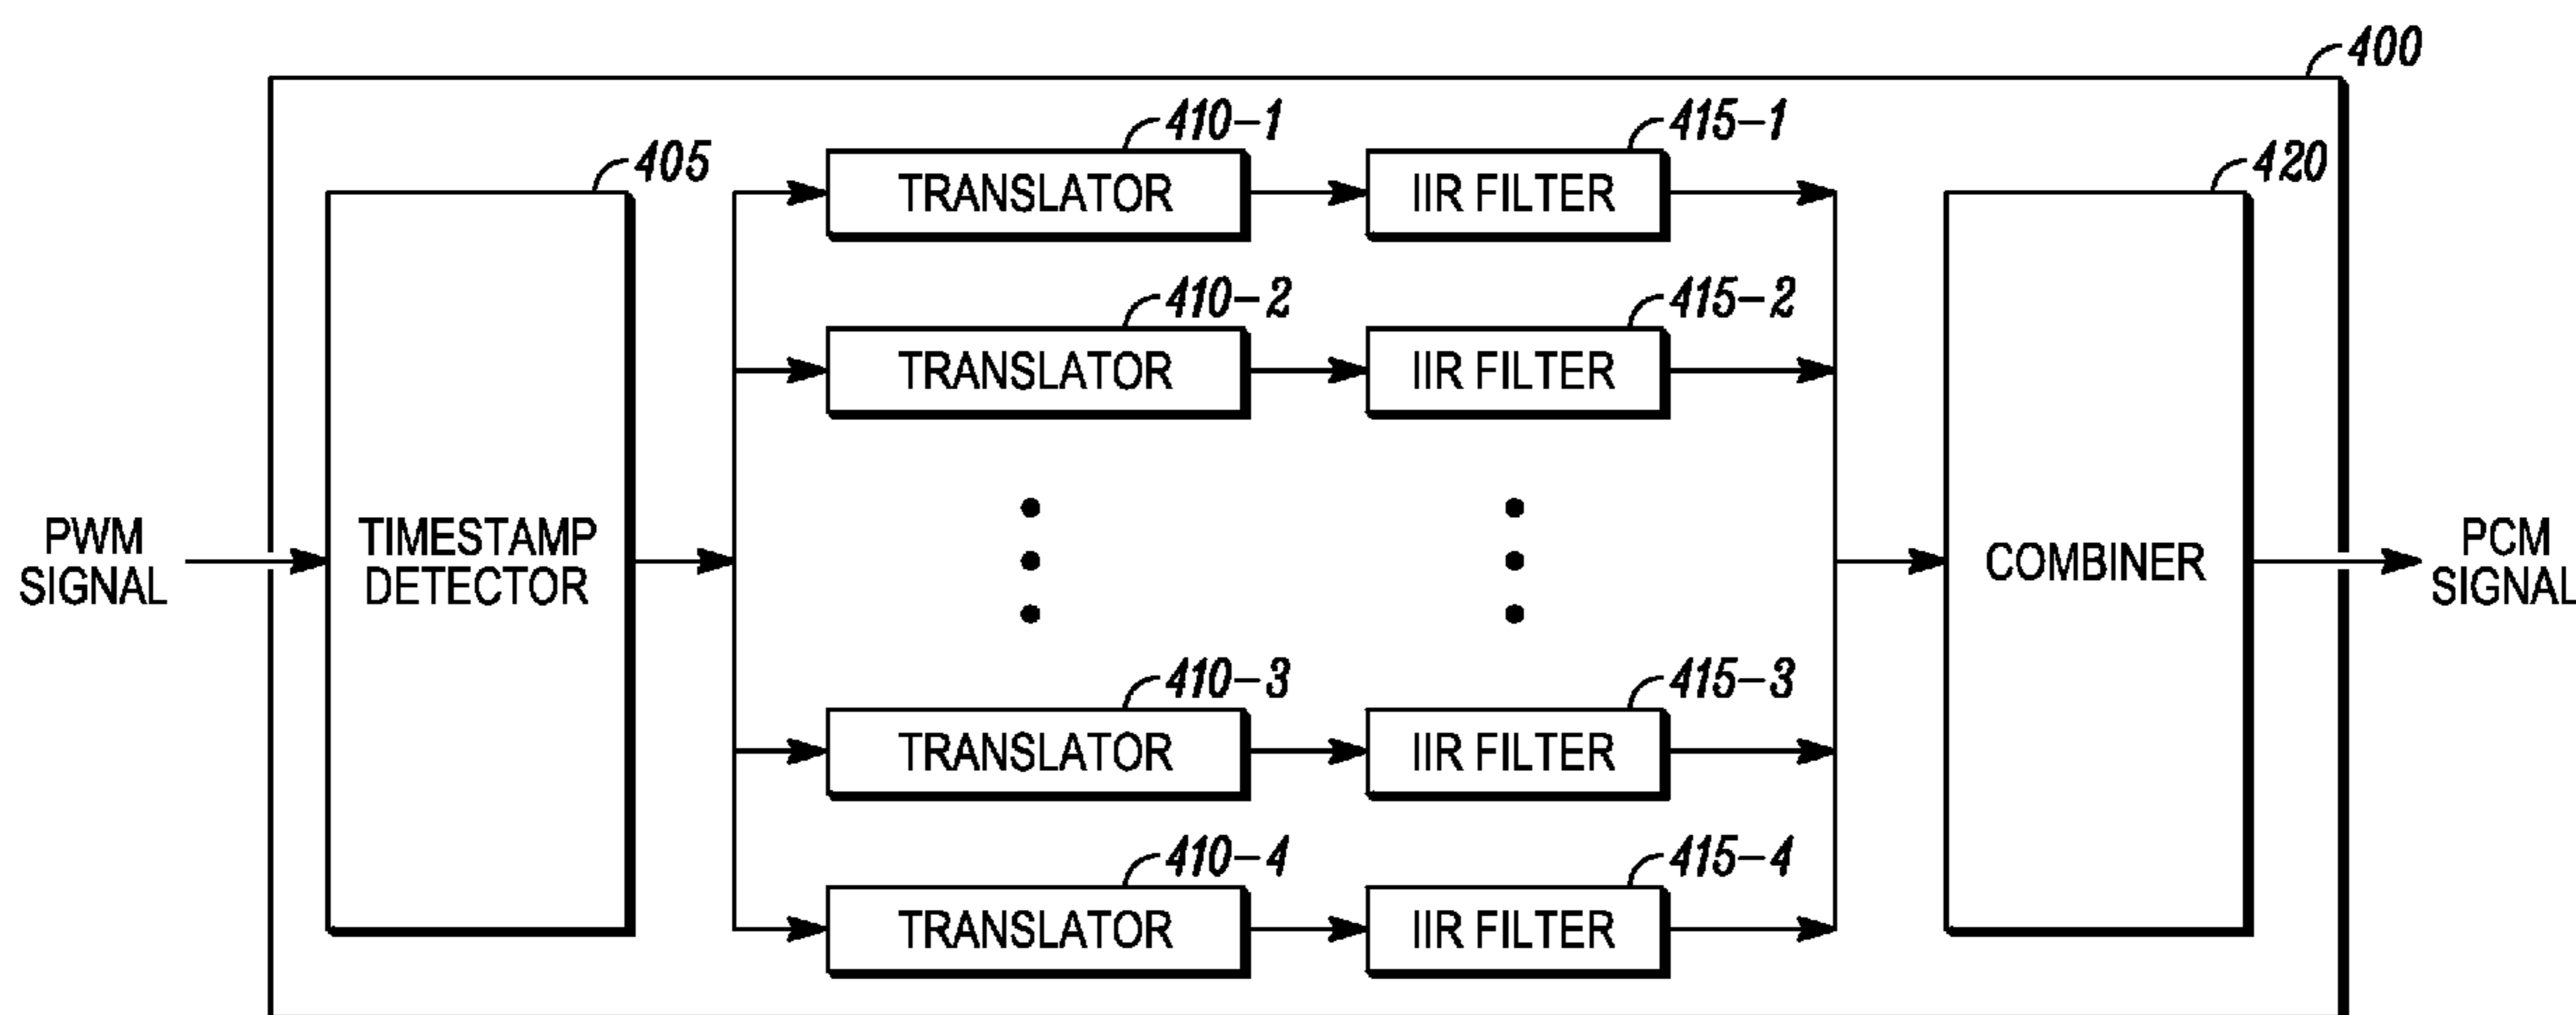 400
405
410-1
415-1
420
TRANSLATOR
IIR FILTER
410-2
415-2
TRANSLATOR
IIR FILTER
PWM
SIGNAL
TIMESTAMP
DETECTOR
COMBINER
PCM
SIGNAL
410-3
415-3
TRANSLATOR
IIR FILTER
410-4
415-4
TRANSLATOR
IIR FILTER